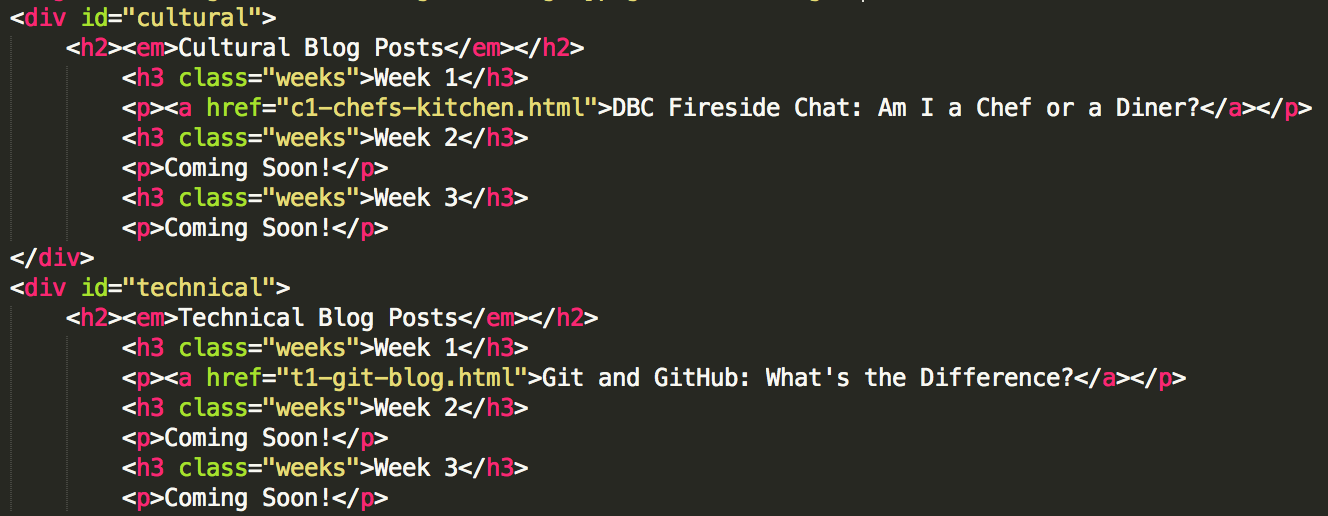 <div id="cultural">
<h2><em>Cultural Blog Posts</em></h2>
<h3 class="weeks">Week 1</h3>
<p><a href="c1-chefs-kitchen.html">DBC Fireside Chat: Am I a Chef or a Diner?</a></p>
<h3 class="weeks">Week 2</h3>
<p>Coming Soon!</p>
<h3 class="weeks">Week 3</h3>
<p>Coming Soon!</p>
</div>
<div id="technical">
<h2><em>Technical Blog Posts</em></h2>
<h3 class="weeks">Week 1</h3>
<p><a href="t1-git-blog.html">Git and GitHub: What's the Difference?</a></p>
<h3 class="weeks">Week 2</h3>
<p>Coming Soon!</p>
<h3 class="weeks">Week 3</h3>
<p>Coming Soon!</p>